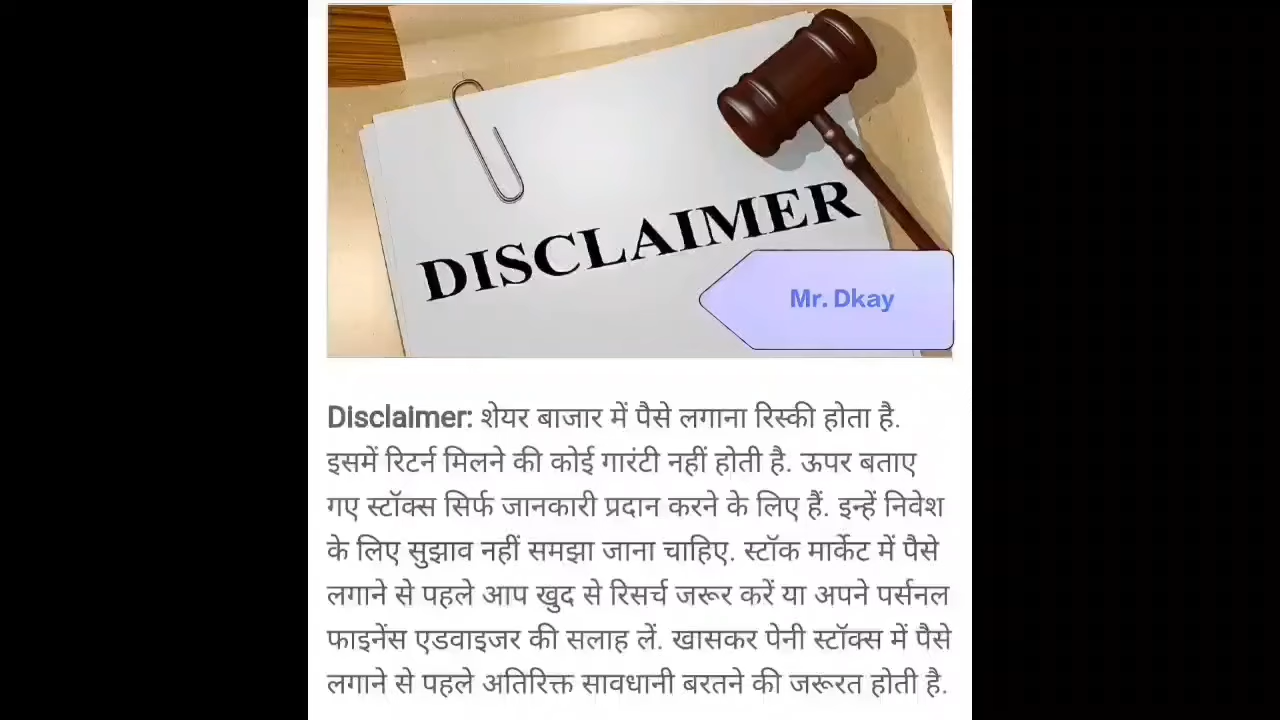 DISCLAIMER
Mr. Dkay
Disclaimer: शेयर बाजार में पैसे लगाना रिस्की होता है.
इसमें रिटर्न मिलने की कोई गारंटी नहीं होती है. ऊपर बताए
गए स्टॉक्स सिर्फ जानकारी प्रदान करने के लिए हैं. इन्हें निवेश
के लिए सुझाव नहीं समझा जाना चाहिए. स्टॉक मार्केट में पैसे
लगाने से पहले आप खुद से रिसर्च जरूर करें या अपने पर्सनल
फाइनेंस एडवाइजर की सलाह लें. खासकर पेनी स्टॉक्स में पैसे
लगाने से पहले अतिरिक्त सावधानी बरतने की जरूरत होती है.